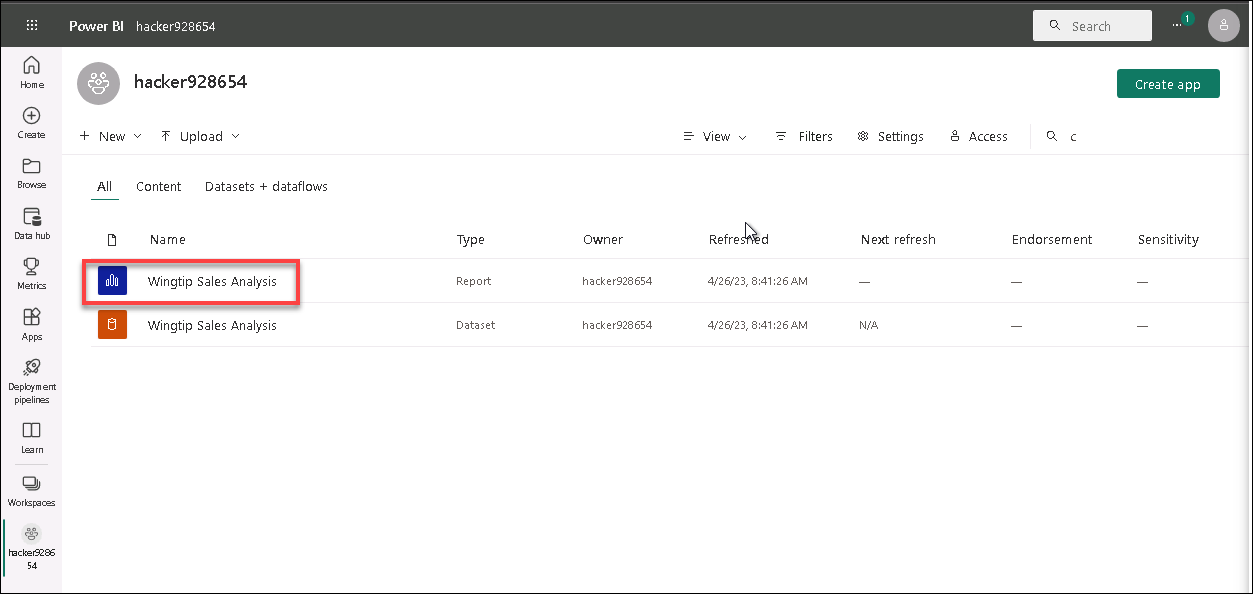 Power BI hacker928654
Search
1
Home
Create
Browse
Data hub
Metrics
Apps
Deployment
pipelines
Learn
Workspaces
hacker9286
54
hacker928654
Create app
New Upload View Filters Settings Access c
All Content Datasets + dataflows
Name Type Owner Refreshed Next refresh Endorsement Sensitivity
Wingtip Sales Analysis Report hacker928654 4/26/23, 8:41:26 AM — — —
Wingtip Sales Analysis Dataset hacker928654 4/26/23, 8:41:26 AM N/A — —